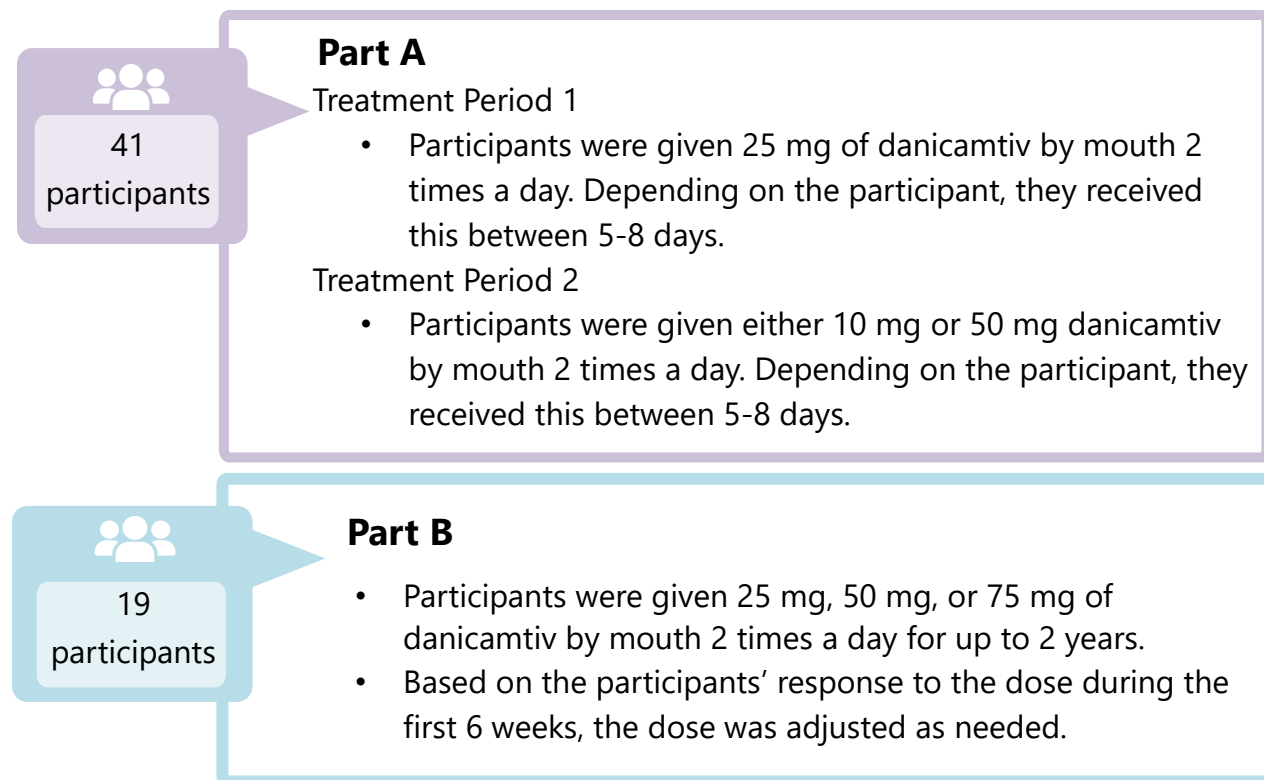 41
participants
Part A
Treatment Period 1
• Participants were given 25 mg of danicamtiv by mouth 2
times a day. Depending on the participant, they received
this between 5-8 days.
Treatment Period 2
• Participants were given either 10 mg or 50 mg danicamtiv
by mouth 2 times a day. Depending on the participant, they
received this between 5-8 days.
19
participants
Part B
• Participants were given 25 mg, 50 mg, or 75 mg of
danicamtiv by mouth 2 times a day for up to 2 years.
• Based on the participants’ response to the dose during the
first 6 weeks, the dose was adjusted as needed.